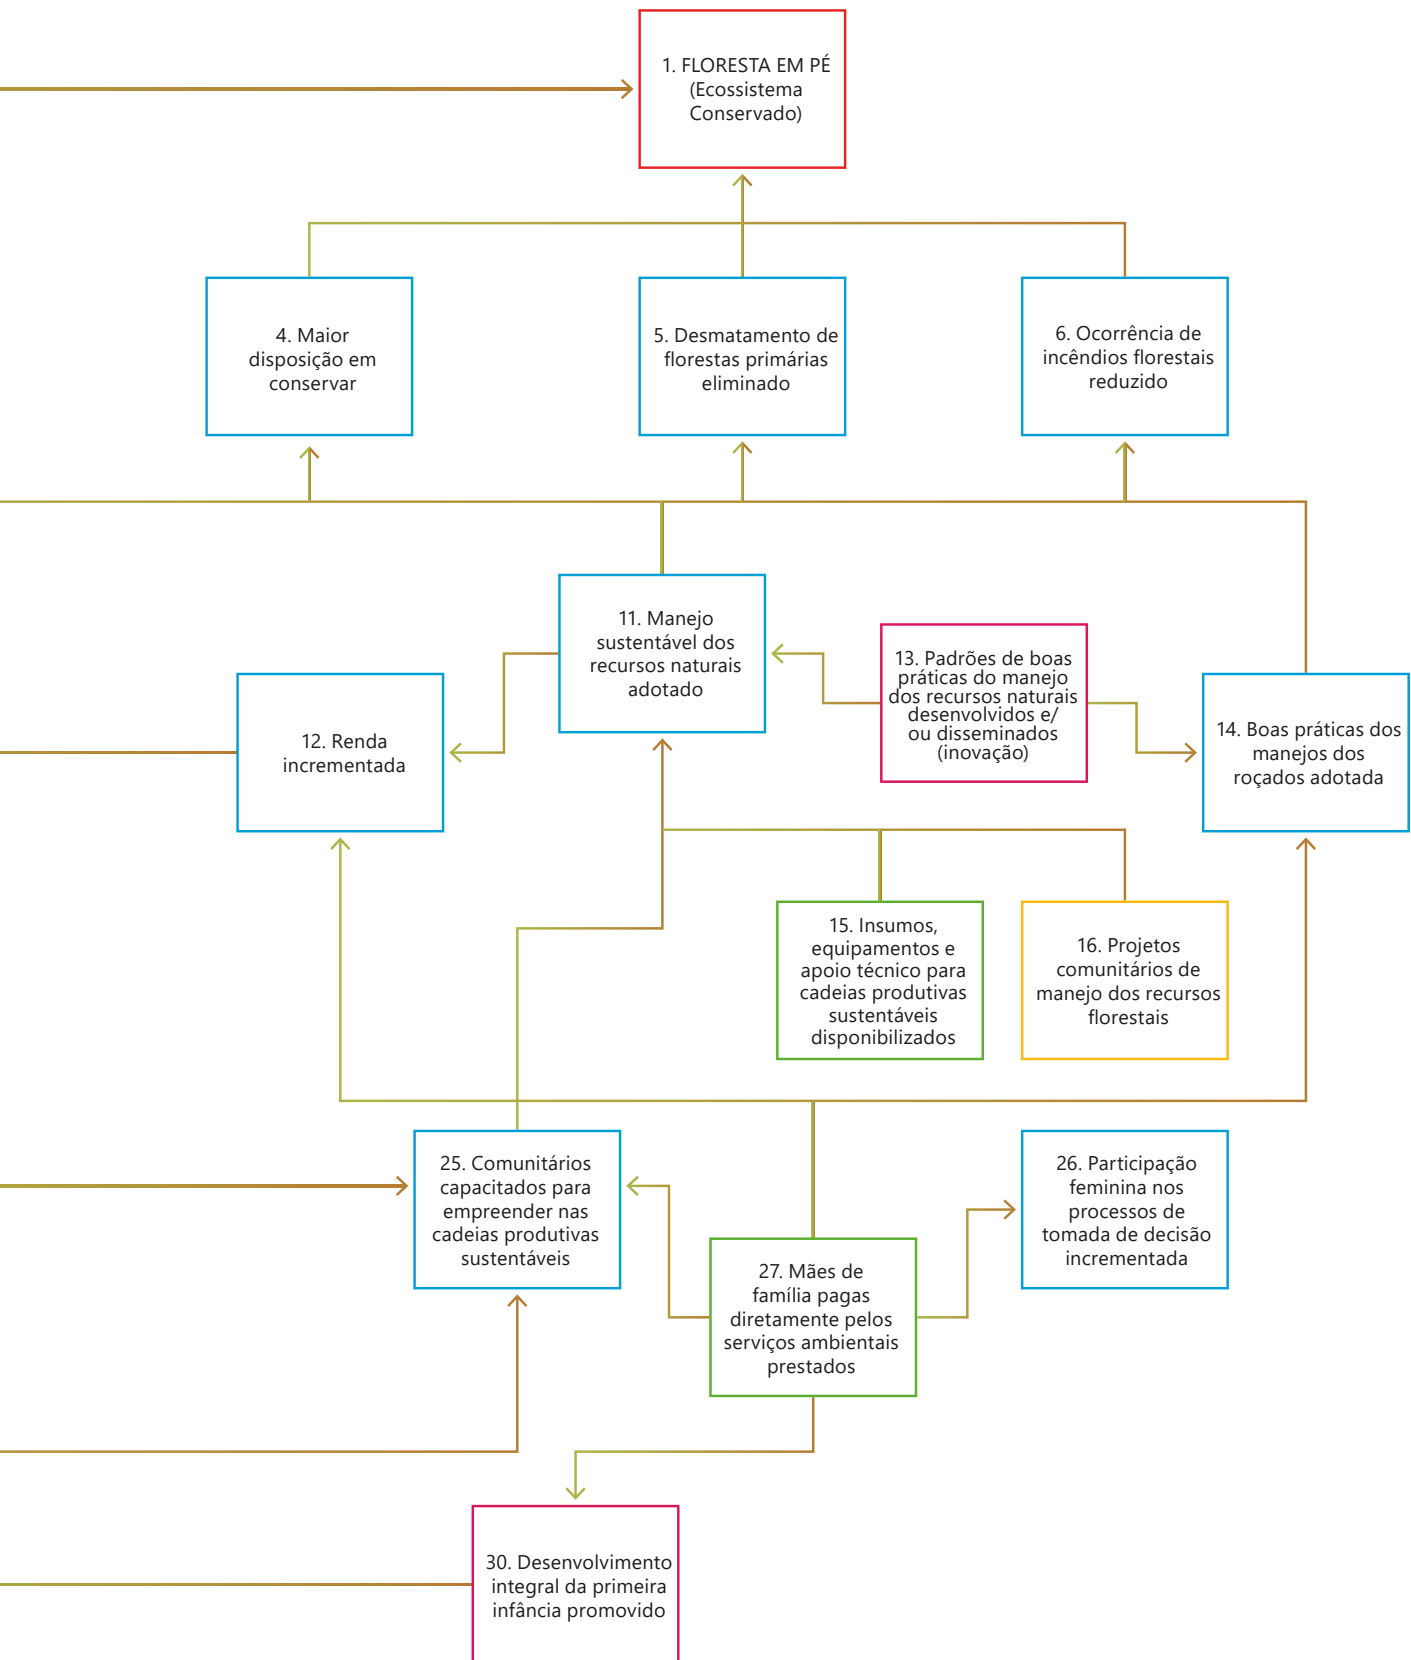 1. FLORESTA EM PÉ
(Ecossistema
Conservado)
4. Maior
disposição em
conservar
5. Desmatamento de
florestas primárias
eliminado
6. Ocorrência de
incêndios florestais
reduzido
11. Manejo
sustentável dos
recursos naturais
adotado
13. Padrões de boas
práticas do manejo
dos recursos naturais
desenvolvidos e/
ou disseminados
(inovação)
12. Renda
incrementada
14. Boas práticas dos
manejos dos
roçados adotada
15. Insumos,
equipamentos e
apoio técnico para
cadeias produtivas
sustentáveis
disponibilizados
16. Projetos
comunitários de
manejo dos recursos
florestais
25. Comunitários
capacitados para
empreender nas
cadeias produtivas
sustentáveis
26. Participação
feminina nos
processos de
tomada de decisão
incrementada
27. Mães de
família pagas
diretamente pelos
serviços ambientais
prestados
30. Desenvolvimento
integral da primeira
infância promovido